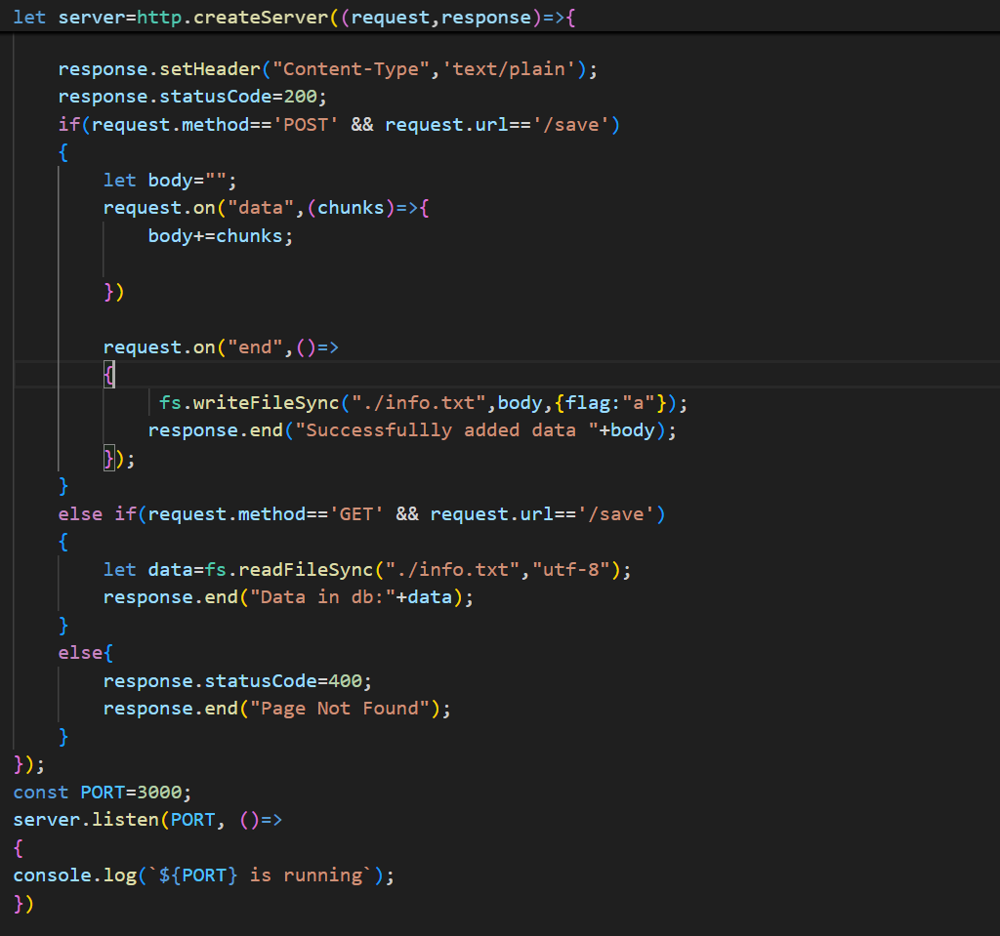 let server=http.createServer((request,response)=>{
response.setHeader("Content-Type",'text/plain');
response.statusCode=200;
if(request.method=='POST' && request.url=='/save')
{
let body="";
request.on("data",(chunks)=>{
body+=chunks;
})
request.on("end",()=>
{
fs.writeFileSync("./info.txt",body,{flag:"a"});
response.end("Successfullly added data "+body);
});
}
else if(request.method=='GET' && request.url=='/save')
{
let data=fs.readFileSync("./info.txt","utf-8");
response.end("Data in db:"+data);
}
else{
response.statusCode=400;
response.end("Page Not Found");
}
});
const PORT=3000;
server.listen(PORT, ()=>
{
console.log(`${PORT} is running`);
})